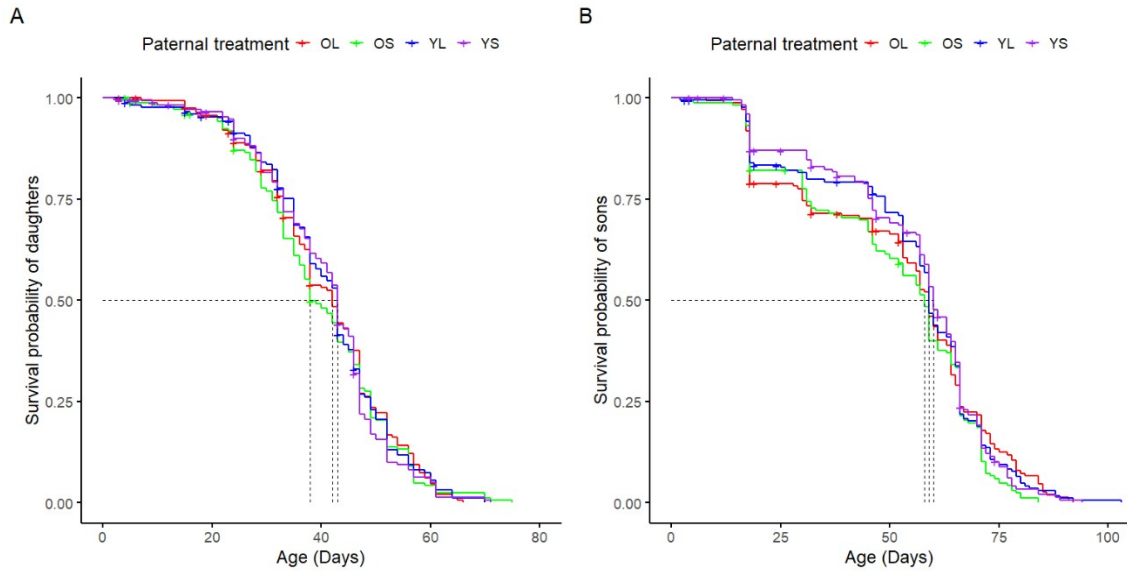 A
Paternal treatment OL OS YL YS
Survival probability of daughters
1.00
0.75
0.50
0.25
0.00
0 20 40 60 80
Age (Days)
B
Paternal treatment OL OS YL YS
Survival probability of sons
1.00
0.75
0.50
0.25
0.00
0 25 50 75 100
Age (Days)